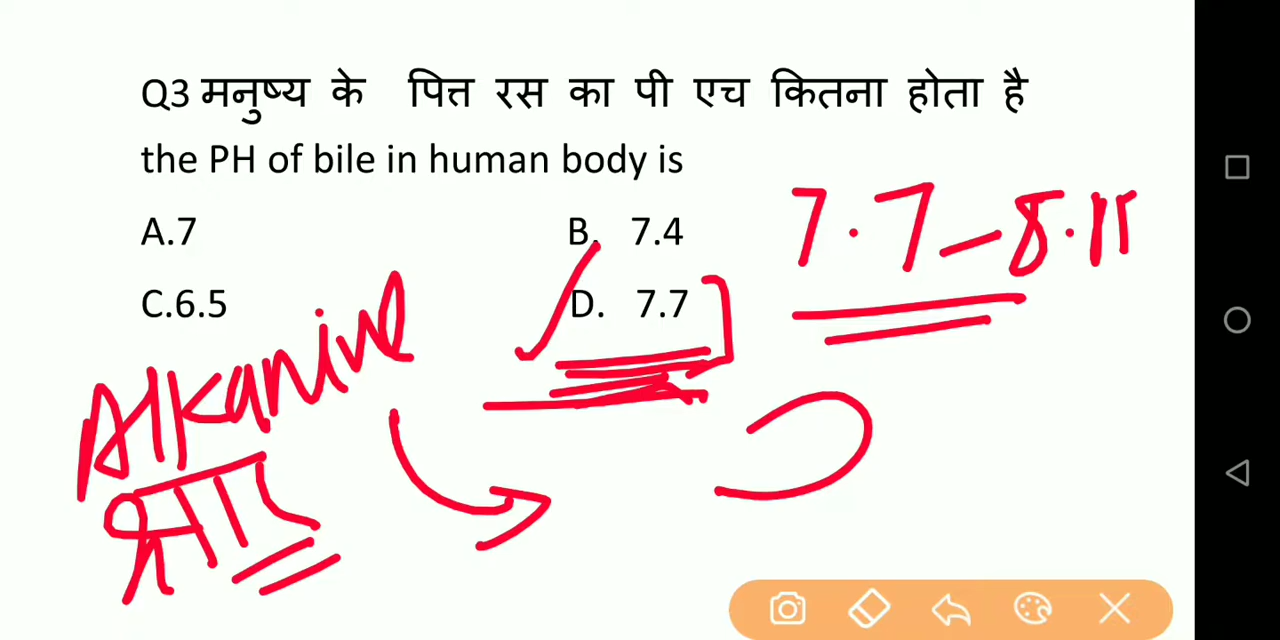 Q3 मनुष्य के पित्त रस का पी एच कितना होता है
the PH of bile in human body is
A.7 B. 7.4
7.7-8.11
C.6.5 D. 7.7
Alkanine